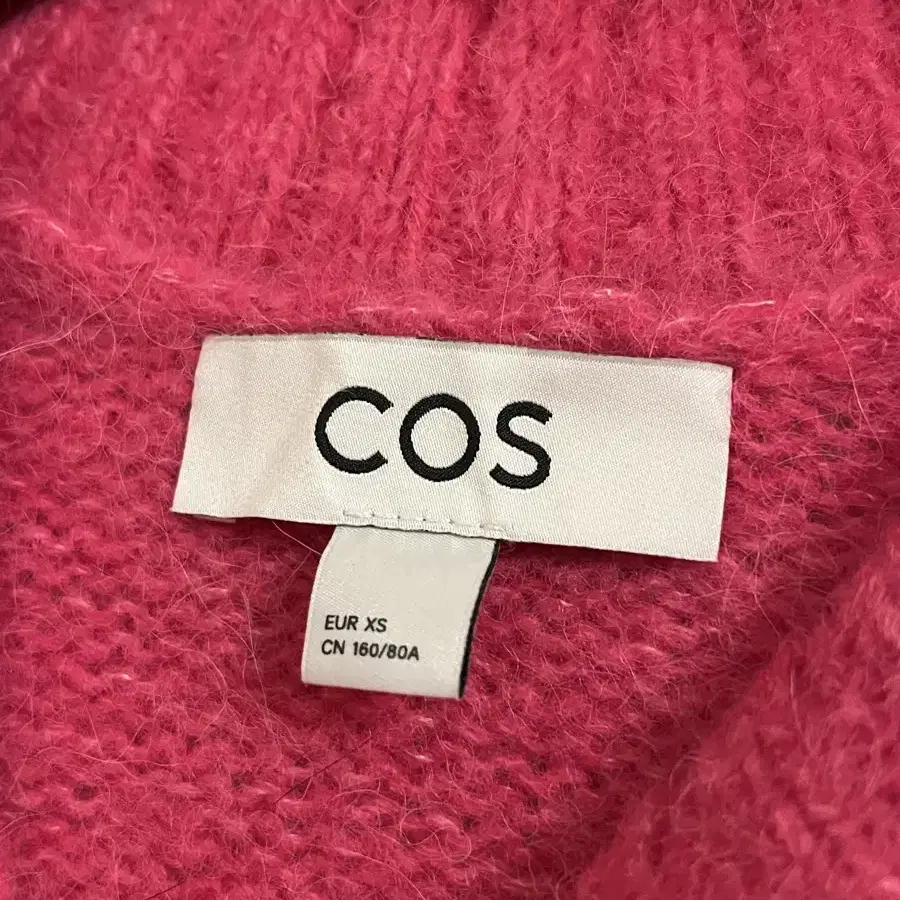 COS
EUR XS
CN 160/80A